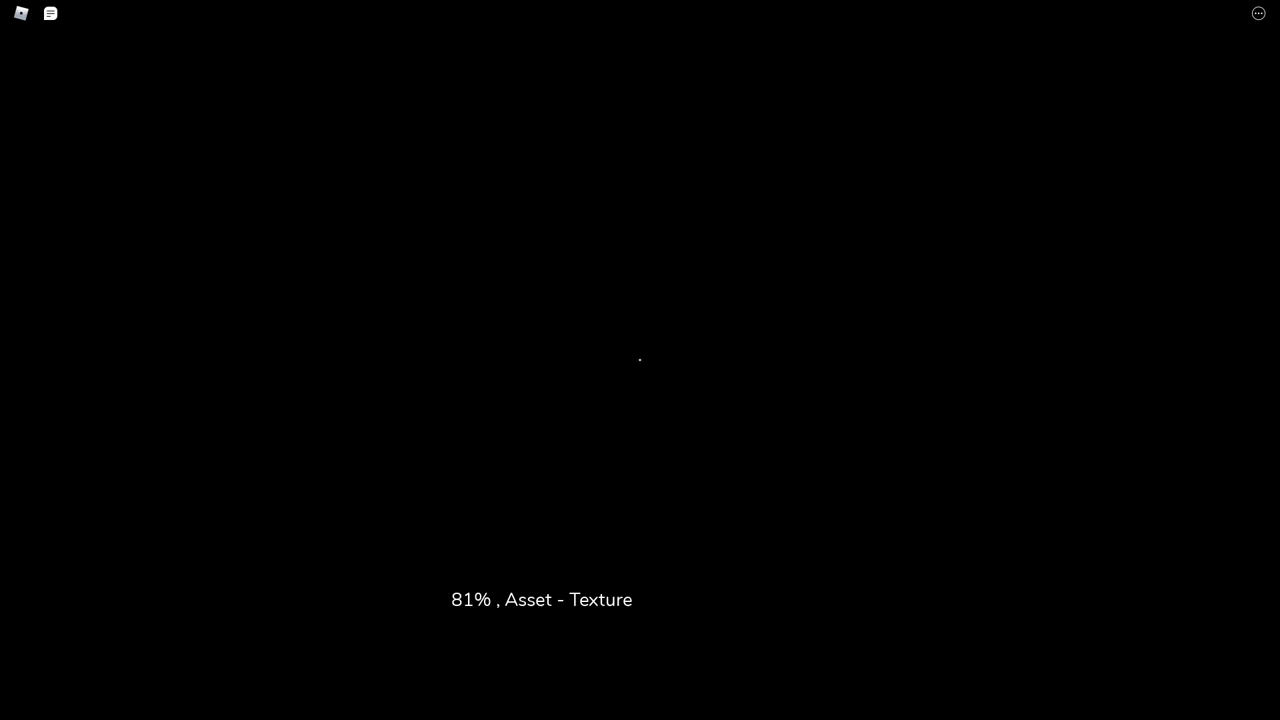 81% , Asset - Texture